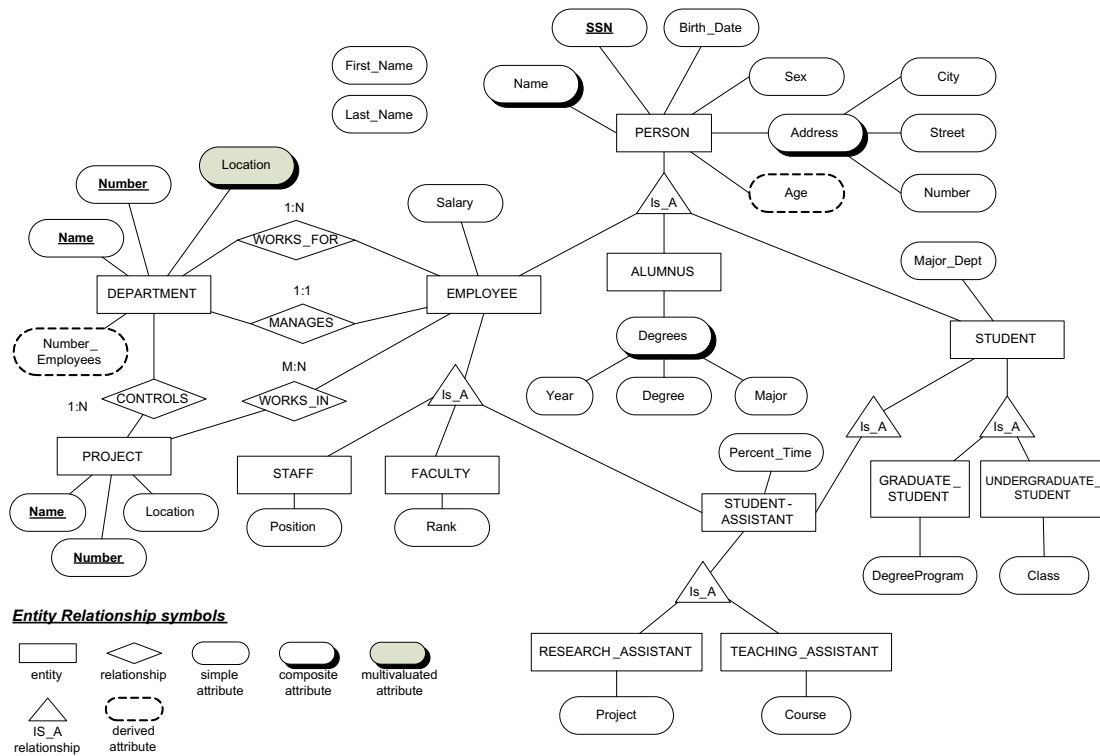 SSN
Birth_Date
First_Name
Name
Sex
City
Last_Name
PERSON
Address
Street
Location
Number
Age
Number
Is_A
Salary
1:N
WORKS_FOR
Name
Major_Dept
ALUMNUS
DEPARTMENT
1:1
EMPLOYEE
MANAGES
Number_
Employees
Degrees
STUDENT
M:N
CONTROLS
1:N
WORKS_IN
Is_A
Year
Degree
Major
Is_A
Is_A
PROJECT
Percent_Time
STAFF
FACULTY
GRADUATE_
STUDENT
UNDERGRADUATE_
STUDENT
Name
Location
Position
Rank
STUDENT-
ASSISTANT
Number
DegreeProgram
Class
Is_A
Entity Relationship symbols
RESEARCH_ASSISTANT
TEACHING_ASSISTANT
entity
relationship
simple
attribute
composite
attribute
multivaluated
attribute
Project
Course
IS_A
relationship
derived
attribute